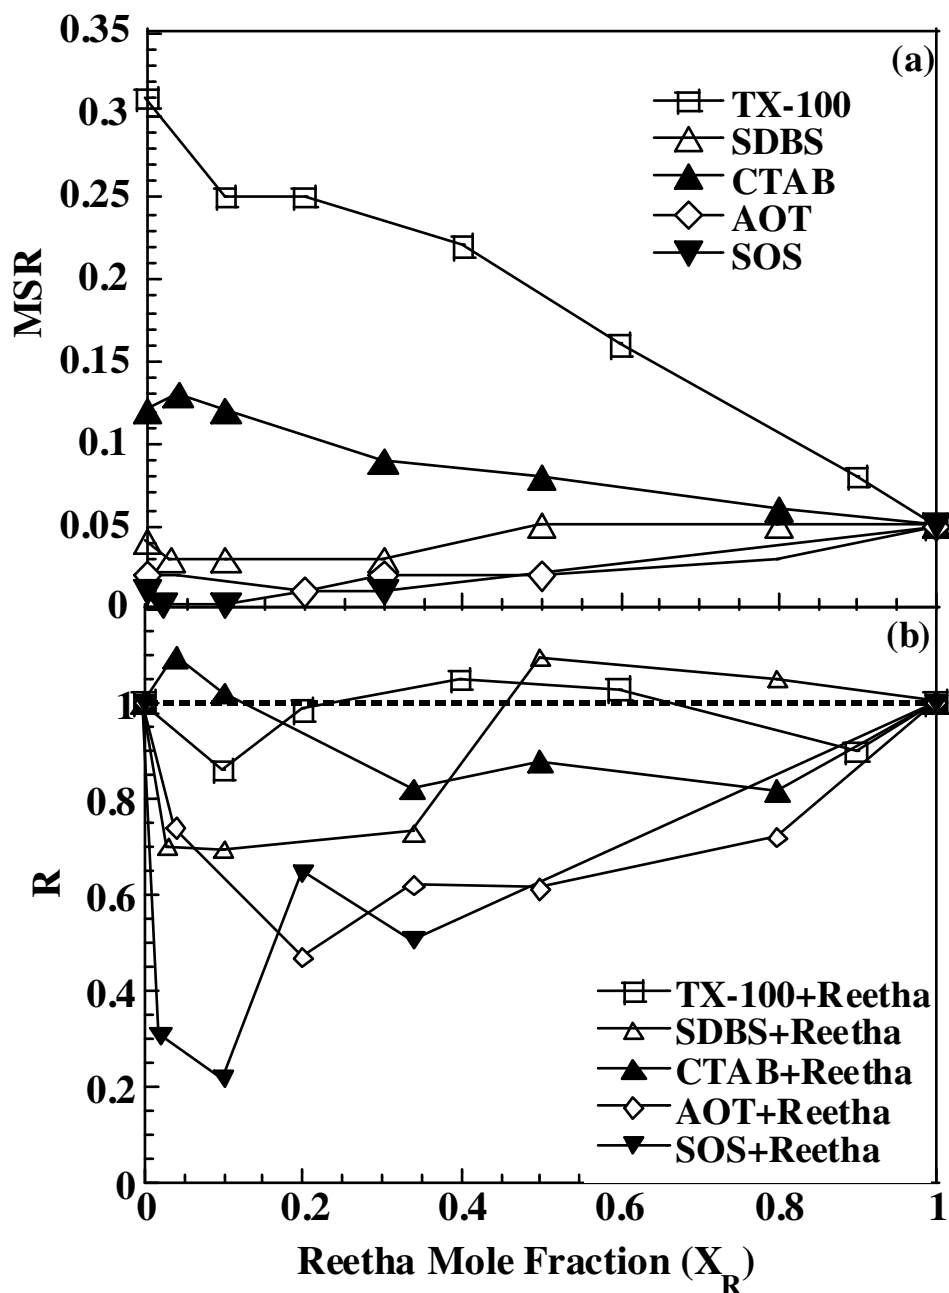 0.35
(a)
0.3
TX-100
SDBS
0.25
CTAB
AOT
0.2
SOS
MSR
0.15
0.1
0.05
0
(b)
1
0.8
R
0.6
0.4
TX-100+Reetha
SDBS+Reetha
CTAB+Reetha
0.2
AOT+Reetha
SOS+Reetha
0
0 0.2 0.4 0.6 0.8 1
Reetha Mole Fraction (X_R)